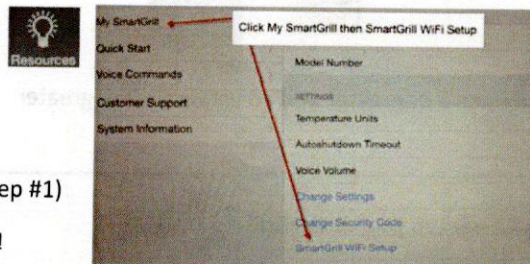 Resources
ep #1)
!
My SmartGrill
Quick Start
Voice Commands
Customer Support
System Information
Click My SmartGrill then SmartGrill WiFi Setup
Model Number
SETTINGS
Temperature Units
Autoshutdown Timeout
Voice Volume
Change Settings
Change Security Code
SmartGrill WiFi Setup